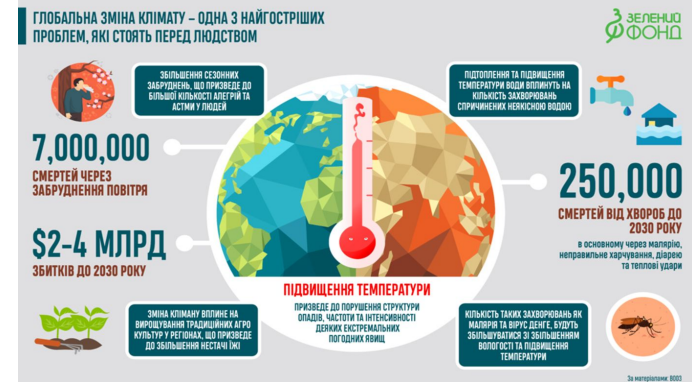 ГЛОБАЛЬНА ЗМІНА КЛІМАТУ – ОДНА З НАЙГОСТРІШИХ
ПРОБЛЕМ, ЯКІ СТОЯТЬ ПЕРЕД ЛЮДСТВОМ
ЗЕЛЕНИЙ
ФОНД
ЗБІЛЬШЕННЯ СЕЗОННИХ
ЗАБРУДНЕНЬ, ЩО ПРИЗВЕДЕ ДО
БІЛЬШОЇ КІЛЬКОСТІ АЛЕРГІЙ ТА
АСТМИ У ЛЮДЕЙ
ПІДТОПЛЕННЯ ТА ПІДВИЩЕННЯ
ТЕМПЕРАТУРИ ВОДИ ВПЛИНУТЬ НА
КІЛЬКІСТЬ ЗАХВОРЮВАНЬ
СПРИЧИНЕНИХ НЕЯКІСНОЮ ВОДОЮ
7,000,000
СМЕРТЕЙ ЧЕРЕЗ
ЗАБРУДНЕННЯ ПОВІТРЯ
250,000
СМЕРТЕЙ ВІД ХВОРОБ ДО
2030 РОКУ
в основному через малярію,
неправильне харчування, діарею
та теплові удари
$2-4 МЛРД
ЗБИТКІВ ДО 2030 РОКУ
ПІДВИЩЕННЯ ТЕМПЕРАТУРИ
ПРИЗВЕДЕ ДО ПОРУШЕННЯ СТРУКТУРИ
ОПАДІВ, ЧАСТОТИ ТА ІНТЕНСИВНОСТІ
ДЕЯКИХ ЕКСТРЕМАЛЬНИХ
ПОГОДНИХ ЯВИЩ
ЗМІНА КЛІМАНТУ ВПЛИНЕ НА
ВИРОЩУВАННЯ ТРАДИЦІЙНИХ АГРО
КУЛЬТУР У РЕГІОНАХ, ЩО ПРИЗВЕДЕ
ДО ЗБІЛЬШЕННЯ НЕСТАЧІ ЇЖІ
КІЛЬКІСТЬ ТАКИХ ЗАХВОРЮВАНЬ ЯК
МАЛЯРІЯ ТА ВІРУС ДЕНГЕ, БУДУТЬ
ЗБІЛЬШУВАТИСЯ ЗІ ЗБІЛЬШЕННЯМ
ВОЛОГОСТІ ТА ПІДВИЩЕННЯ
ТЕМПЕРАТУРИ
За матеріалами: ВООЗ